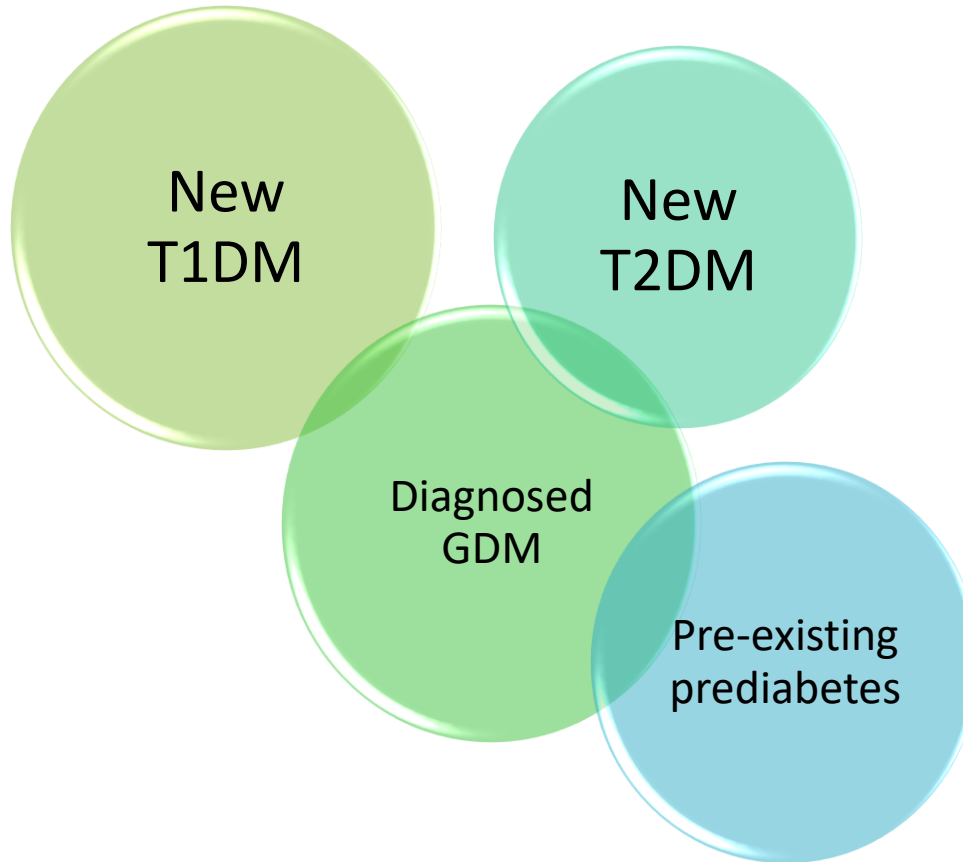 New
T1DM
New
T2DM
Diagnosed
GDM
Pre-existing
prediabetes